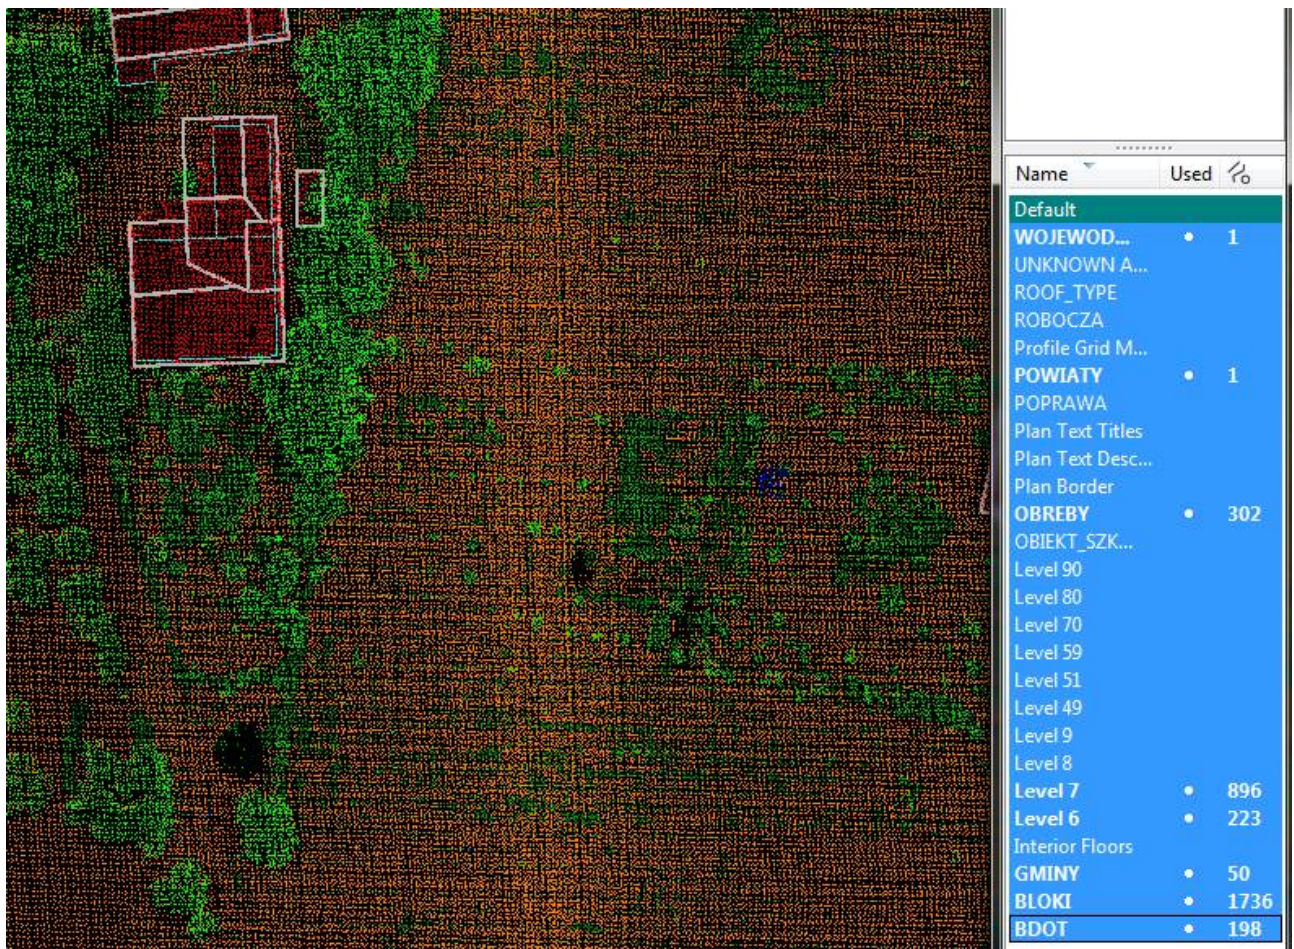 Name Used
Default
WOJEWOD... • 1
UNKNOWN A...
ROOF_TYPE
ROBOCZA
Profile Grid M...
POWIATY • 1
POPRAWA
Plan Text Titles
Plan Text Desc...
Plan Border
OBREBY • 302
OBIEKT_SZK...
Level 90
Level 80
Level 70
Level 59
Level 51
Level 49
Level 9
Level 8
Level 7 • 896
Level 6 • 223
Interior Floors
GMINY • 50
BLOKI • 1736
BDOT • 198